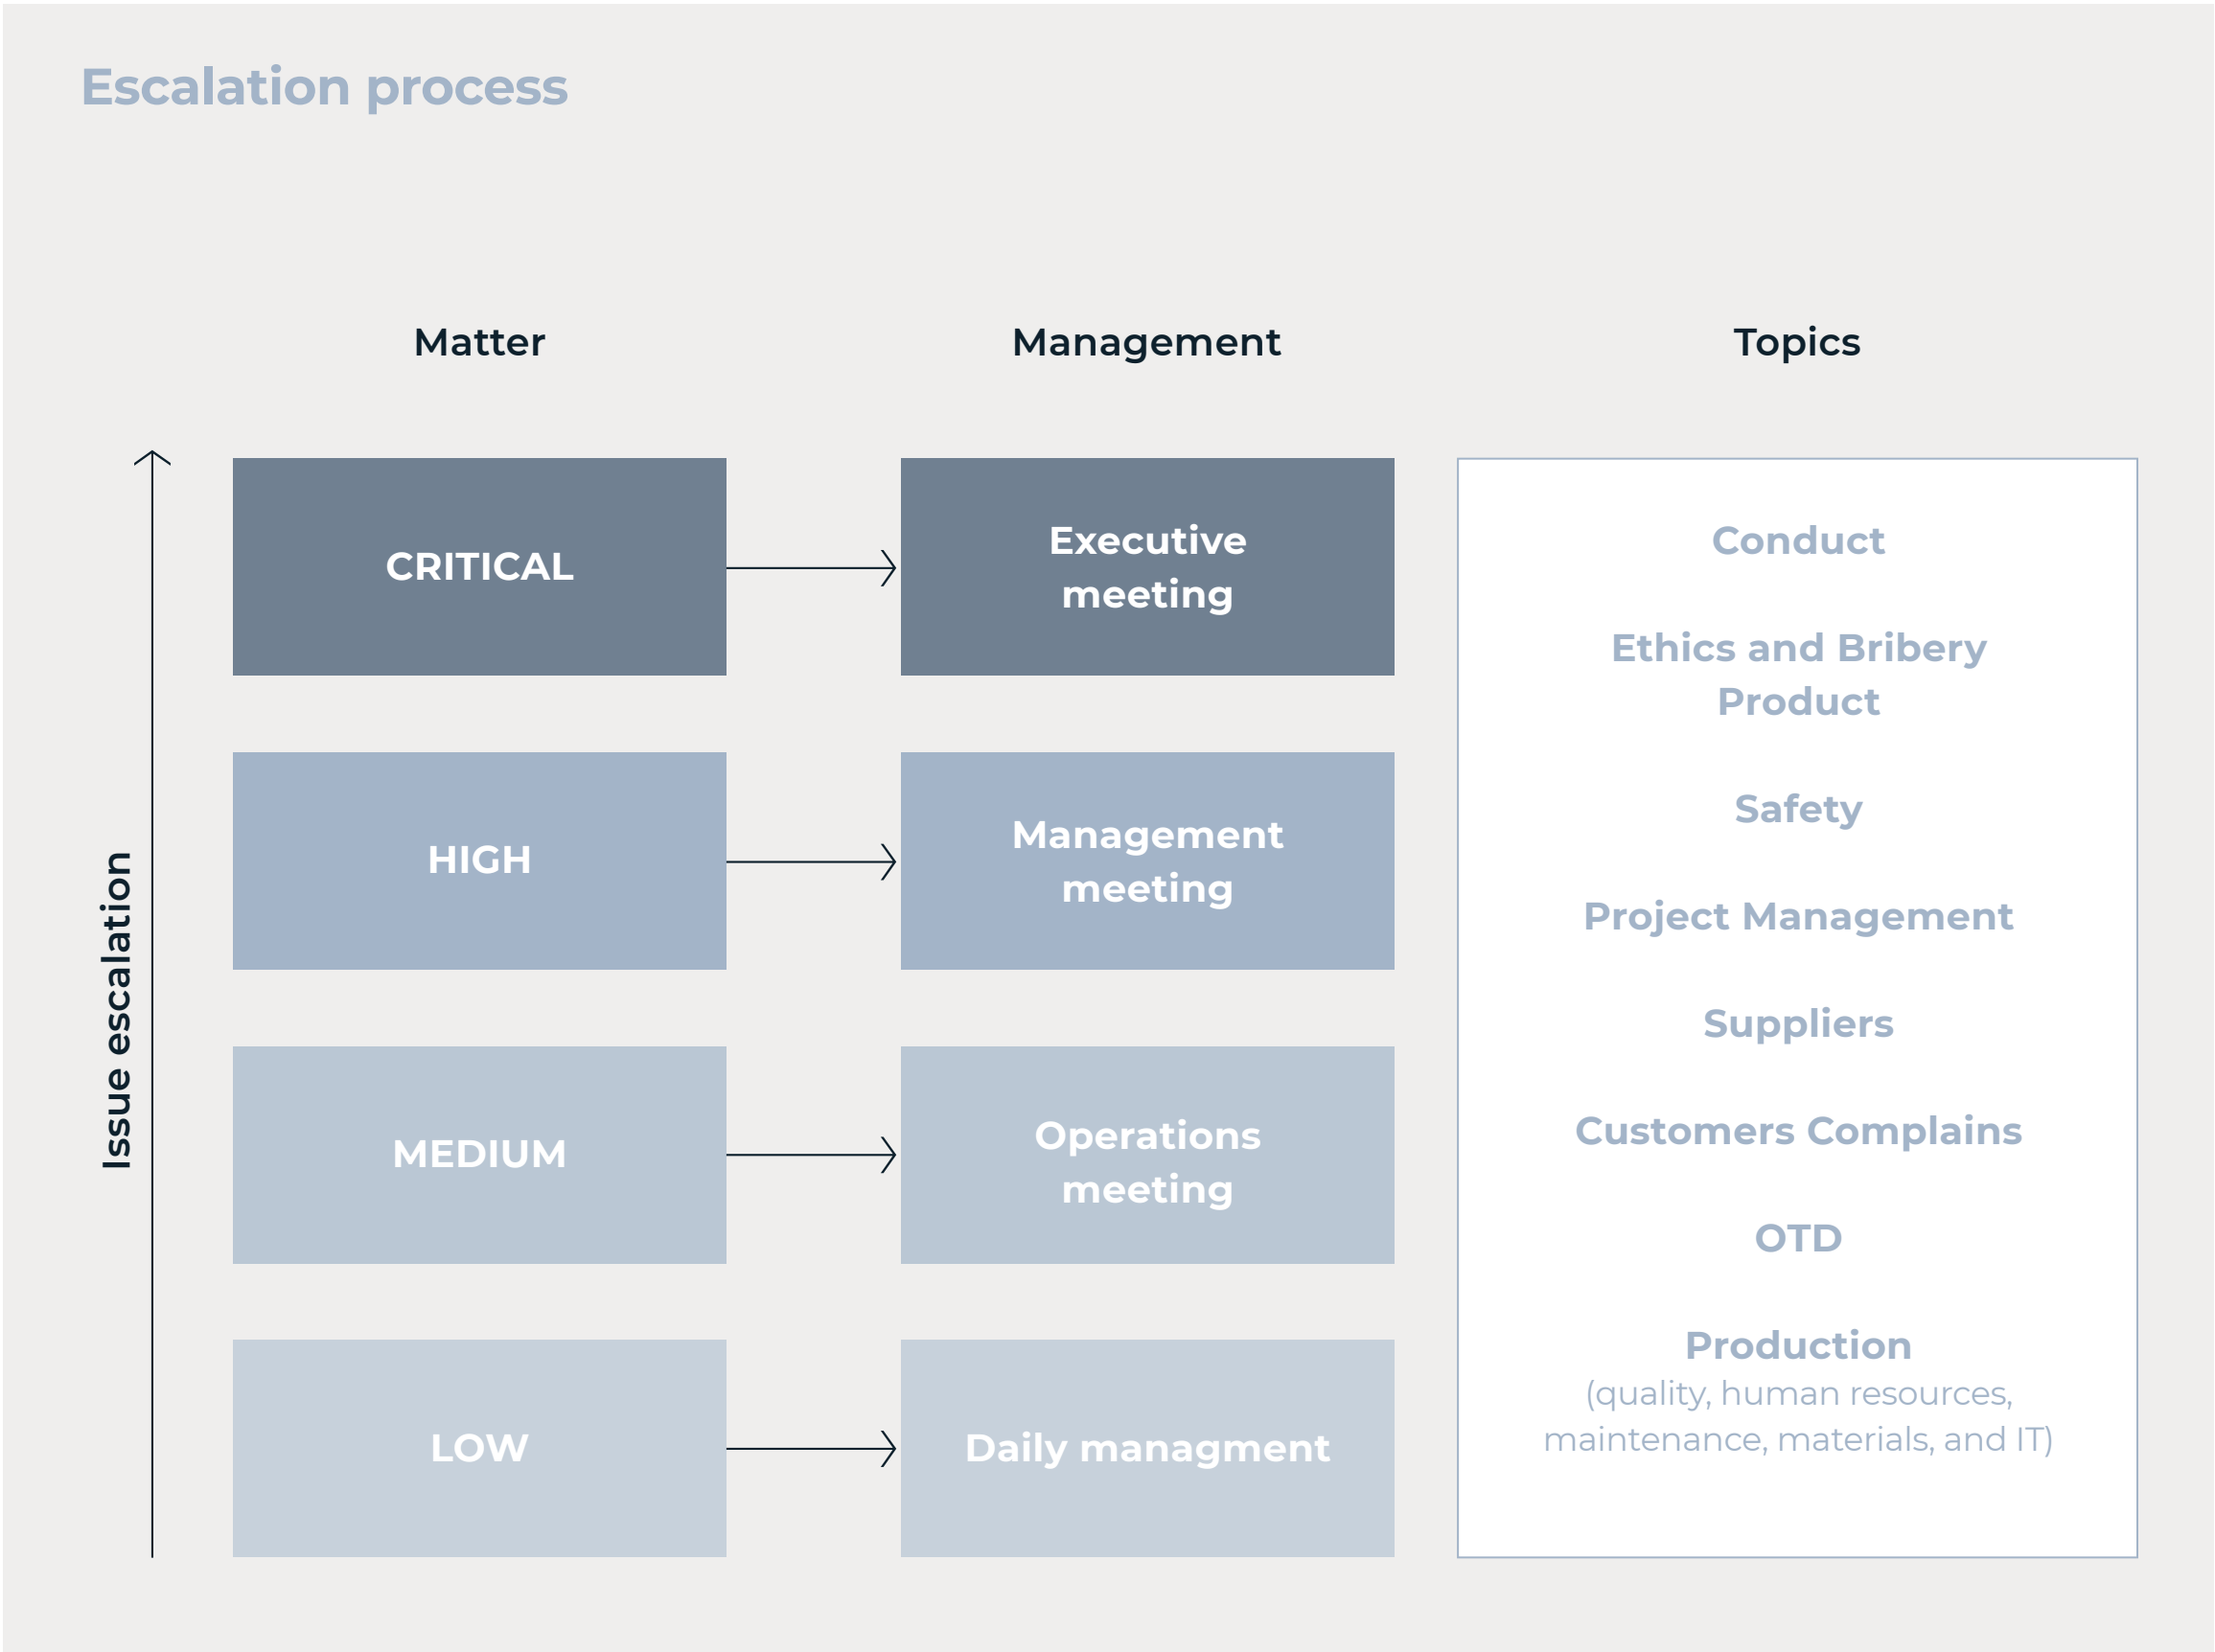 Escalation process
Matter
Management
Topics
Issue escalation
CRITICAL
Executive
meeting
HIGH
Management
meeting
MEDIUM
Operations
meeting
LOW
Daily managment
Conduct
Ethics and Bribery
Product
Safety
Project Management
Suppliers
Customers Complains
OTD
Production
(quality, human resources,
maintenance, materials, and IT)